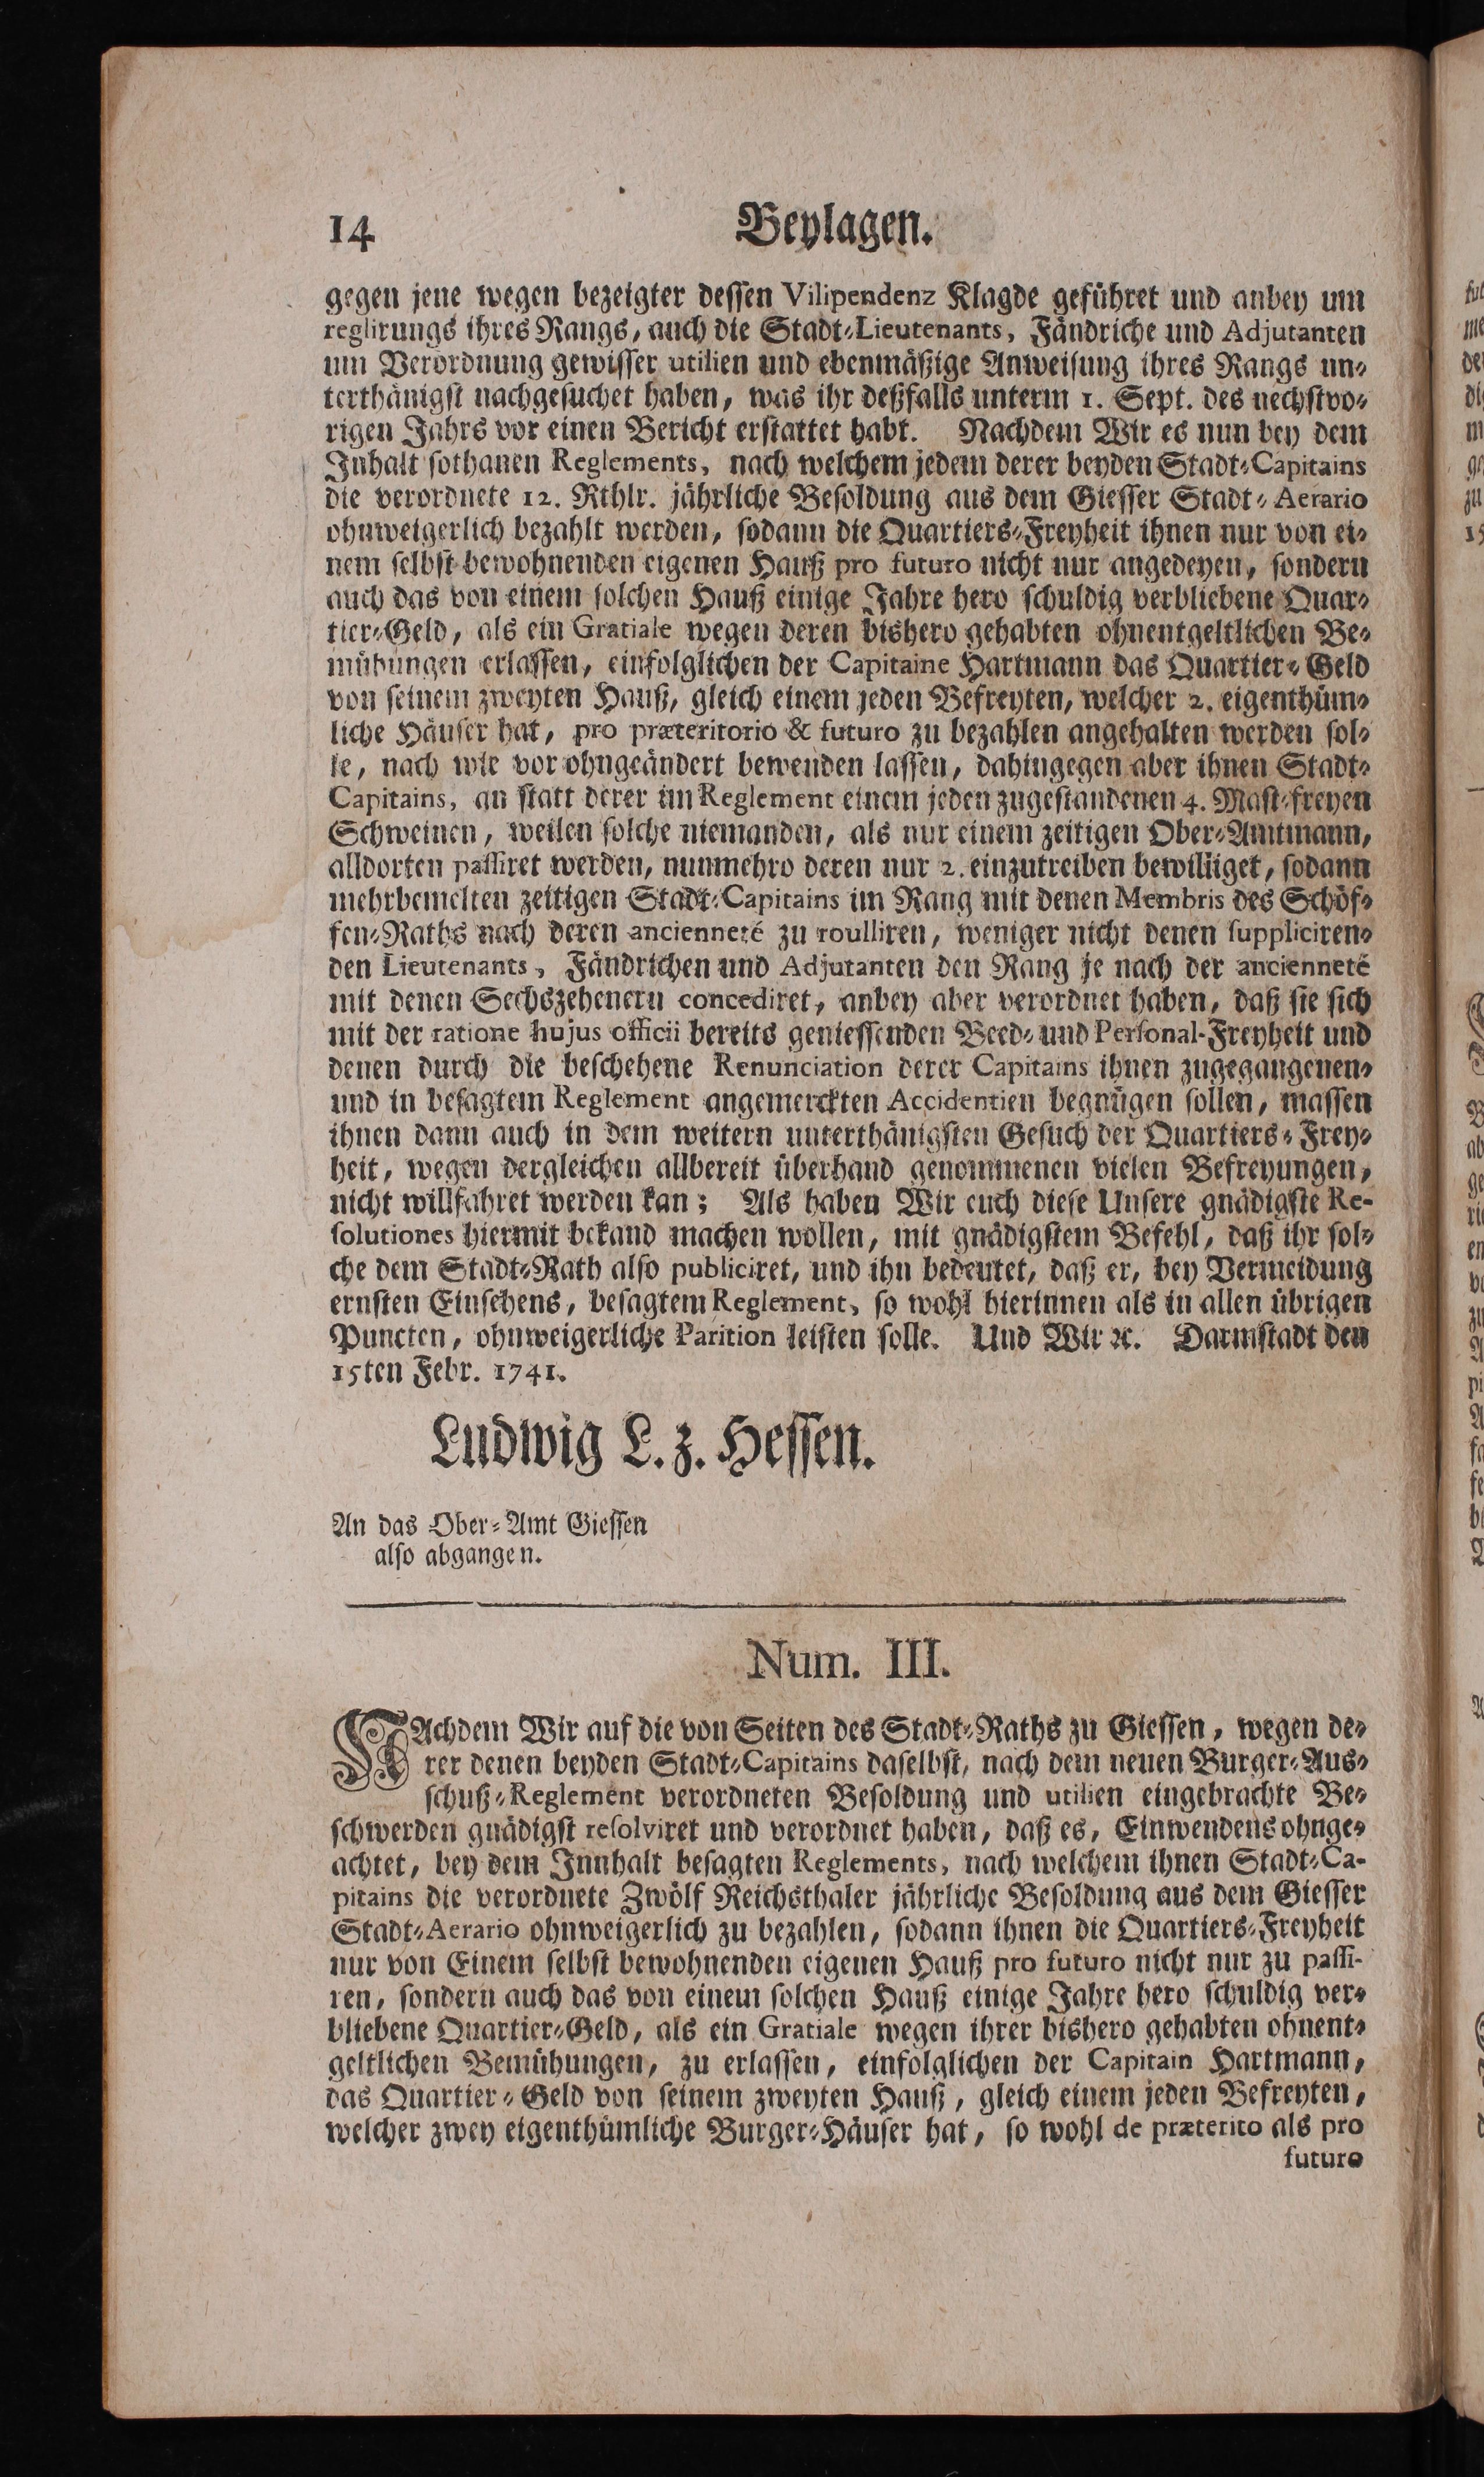 14 Beylagen.
gegen jene wegen bezeigter dessen Vilipendenz Klagde geführet und anbey um
reglirungs ihres Rangs, auch die Stadt-Lieutenants, Fändriche und Adjutanten
um Verordnung gewisser utilien und ebenmäßige Anweisung ihres Rangs un-
terthänigst nachgesuchet haben, was ihr deßfalls unterm 1. Sept. des nechstvo-
rigen Jahrs vor einen Bericht erstattet habt. Nachdem Wir es nun bey dem
Inhalt sothanen Reglements, nach welchem jedem derer beyden Stadt-Capitains
die verordnete 12. Rthlr. jährliche Besoldung aus dem Giesser Stadt-Aerario
ohnweigerlich bezahlt werden, sodann die Quartiers-Freyheit ihnen nur von ei-
nem selbst bewohnenden eigenen Hauß pro futuro nicht nur angedeyen, sondern
auch das von einem solchen Hauß einige Jahre hero schuldig verbliebene Quar-
tier-Geld, als ein Gratiale wegen deren bishero gehabten ohnentgeltlichen Be-
mühungen erlassen, einfolglichen der Capitaine Hartmann das Quartier-Geld
von seinem zweyten Hauß, gleich einem jeden Befreyten, welcher 2. eigenthüm-
liche Häuser hat, pro præteritorio & futuro zu bezahlen angehalten werden sol-
le, nach wie vor ohngeändert bewenden lassen, dahingegen aber ihnen Stadt-
Capitains, an statt derer im Reglement einem jeden zugestandenen 4. Mast-freyen
Schweinen, weilen solche niemanden, als nur einem zeitigen Ober-Amtmann,
alldorten passiret werden, nunmehro deren nur 2. einzutreiben bewilliget, sodann
mehrbemelten zeitigen Stadt-Capitains im Rang mit denen Membris des Schöf-
fen-Raths nach deren ancienneté zu roulliren, weniger nicht denen suppliciren-
den Lieutenants, Fändrichen und Adjutanten den Rang je nach der ancienneté
mit denen Sechszehenern concediret, anbey aber verordnet haben, daß sie sich
mit der ratione hujus officii bereits geniessenden Beed- und Personal-Freyheit und
denen durch die beschehene Renunciation derer Capitains ihnen zugegangenen-
und in besagtem Reglement angemerckten Accidentien begnügen sollen, massen
ihnen dann auch in dem weitern unterthänigsten Gesuch der Quartiers-Frey-
heit, wegen dergleichen allbereit überhand genommenen vielen Befreyungen,
nicht willfahret werden kan; Als haben Wir euch diese Unsere gnädigste Re-
solutiones hiermit bekand machen wollen, mit gnädigstem Befehl, daß ihr sol-
che dem Stadt-Rath also publiciret, und ihn bedeutet, daß er, bey Vermeidung
ernsten Einsehens, besagtem Reglement, so wohl hierinnen als in allen übrigen
Puncten, ohnweigerliche Parition leisten solle. Und Wir ꝛc. Darmstadt den
15ten Febr. 1741.
Ludwig L. z. Hessen.
An das Ober-Amt Giessen
also abgangen.
Num. III.
NAchdem Wir auf die von Seiten des Stadt-Raths zu Giessen, wegen de-
rer denen beyden Stadt-Capitains daselbst, nach dem neuen Burger-Aus-
schuß-Reglement verordneten Besoldung und utilien eingebrachte Be-
schwerden gnädigst resolviret und verordnet haben, daß es, Einwendens ohnge-
achtet, bey dem Innhalt besagten Reglements, nach welchem ihnen Stadt-Ca-
pitains die verordnete Zwölf Reichsthaler jährliche Besoldung aus dem Giesser
Stadt-Aerario ohnweigerlich zu bezahlen, sodann ihnen die Quartiers-Freyheit
nur von Einem selbst bewohnenden eigenen Hauß pro futuro nicht nur zu passi-
ren, sondern auch das von einem solchen Hauß einige Jahre hero schuldig ver-
bliebene Quartier-Geld, als ein Gratiale wegen ihrer bishero gehabten ohnent-
geltlichen Bemühungen, zu erlassen, einfolglichen der Capitain Hartmann,
das Quartier-Geld von seinem zweyten Hauß, gleich einem jeden Befreyten,
welcher zwey eigenthümliche Burger-Häuser hat, so wohl de præterito als pro
futuro